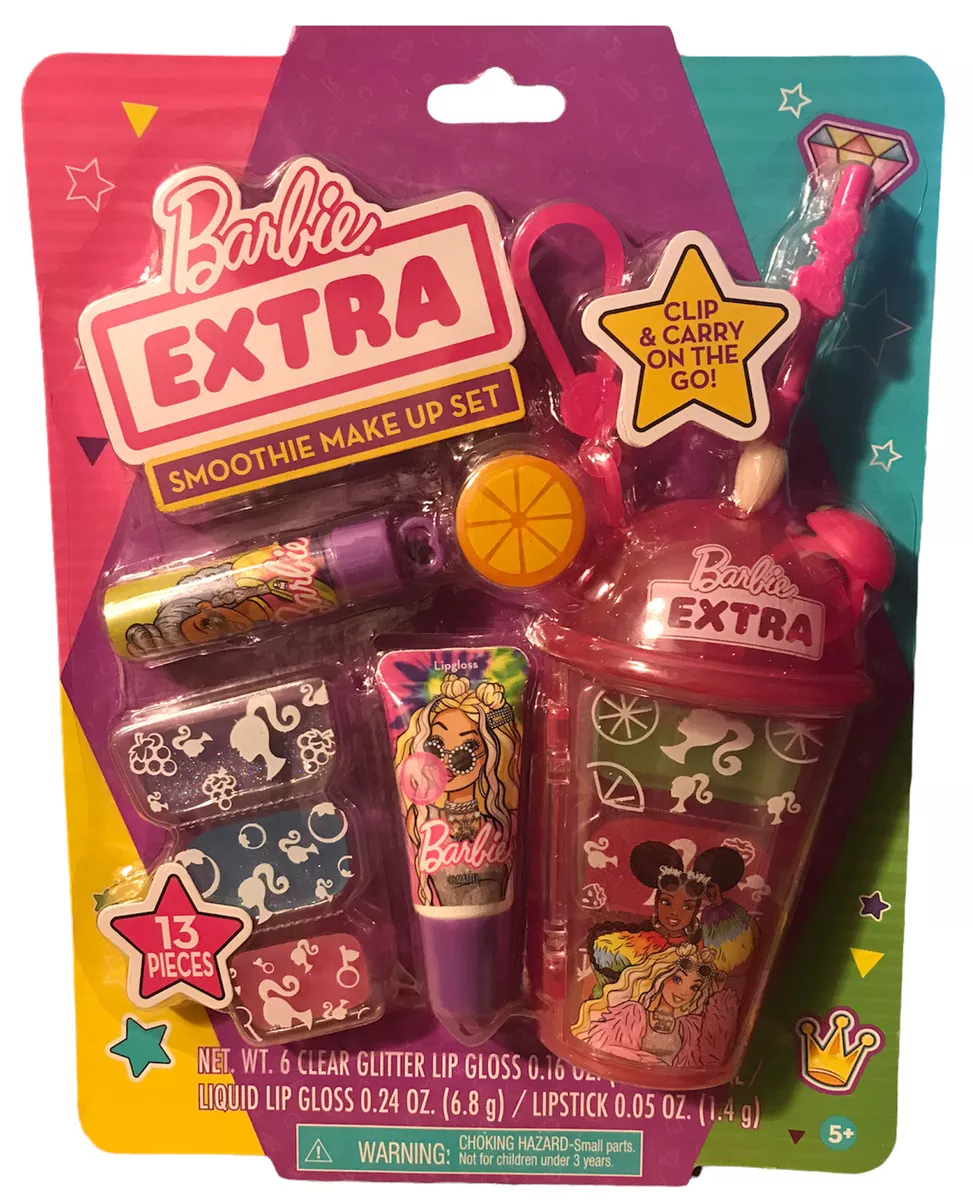 Barbie
EXTRA
SMOOTHIE MAKE UP SET
CLIP
& CARRY
ON THE
GO!
Barbie
Barbie
EXTRA
Lipgloss
Barbie
13
PIECES
NET. WT. 6 CLEAR GLITTER LIP GLOSS 0.16 OZ.
LIQUID LIP GLOSS 0.24 OZ. (6.8 g) / LIPSTICK 0.05 OZ. (1.4 g)
5+
WARNING: CHOKING HAZARD-Small parts.
Not for children under 3 years.